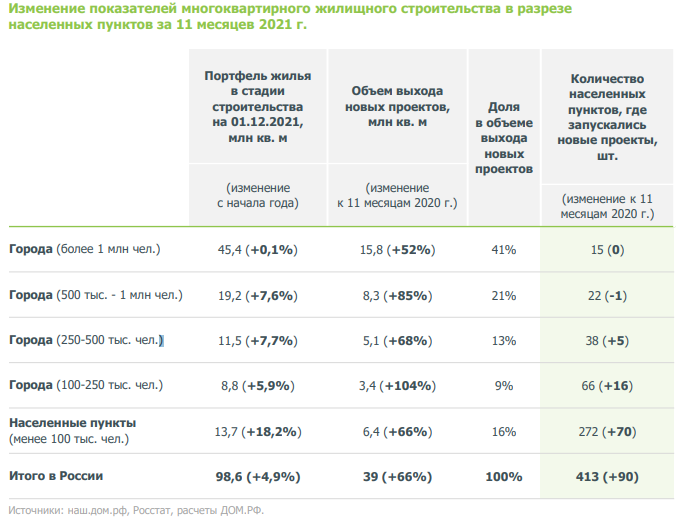 Изменение показателей многоквартирного жилищного строительства в разрезе
населенных пунктов за 11 месяцев 2021 г.
Портфель жилья
в стадии
строительства
на 01.12.2021,
млн кв. м
(изменение
с начала года)
Объем выхода
новых проектов,
млн кв. м
(изменение
к 11 месяцам 2020 г.)
Доля
в объеме
выхода
новых
проектов
Количество
населенных
пунктов, где
запускались
новые проекты,
шт.
(изменение к 11
месяцам 2020 г.)
Города (более 1 млн чел.) 45,4 (+0,1%) 15,8 (+52%) 41% 15 (0)
Города (500 тыс. - 1 млн чел.) 19,2 (+7,6%) 8,3 (+85%) 21% 22 (-1)
Города (250-500 тыс. чел.) 11,5 (+7,7%) 5,1 (+68%) 13% 38 (+5)
Города (100-250 тыс. чел.) 8,8 (+5,9%) 3,4 (+104%) 9% 66 (+16)
Населенные пункты
(менее 100 тыс. чел.) 13,7 (+18,2%) 6,4 (+66%) 16% 272 (+70)
Итого в России 98,6 (+4,9%) 39 (+66%) 100% 413 (+90)
Источники: наш.дом.рф, Росстат, расчеты ДОМ.РФ.